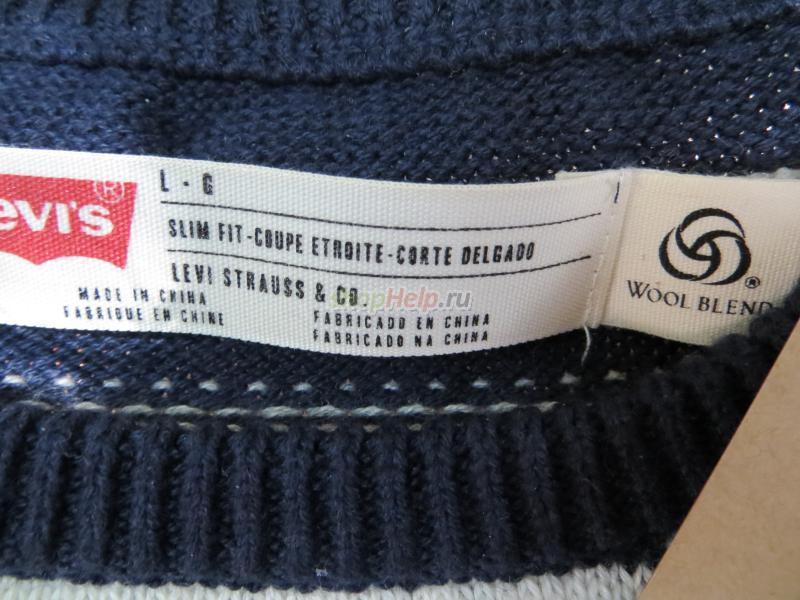 evi's ®
L - G
SLIM FIT-COUPE ETROITE-CORTE DELGADO
LEVI STRAUSS & CO.
MADE IN CHINA
FABRIQUE EN CHINE
FABRICADO EN CHINA
FABRICADO NA CHINA
®
WOOL BLEND
shopHelp.ru